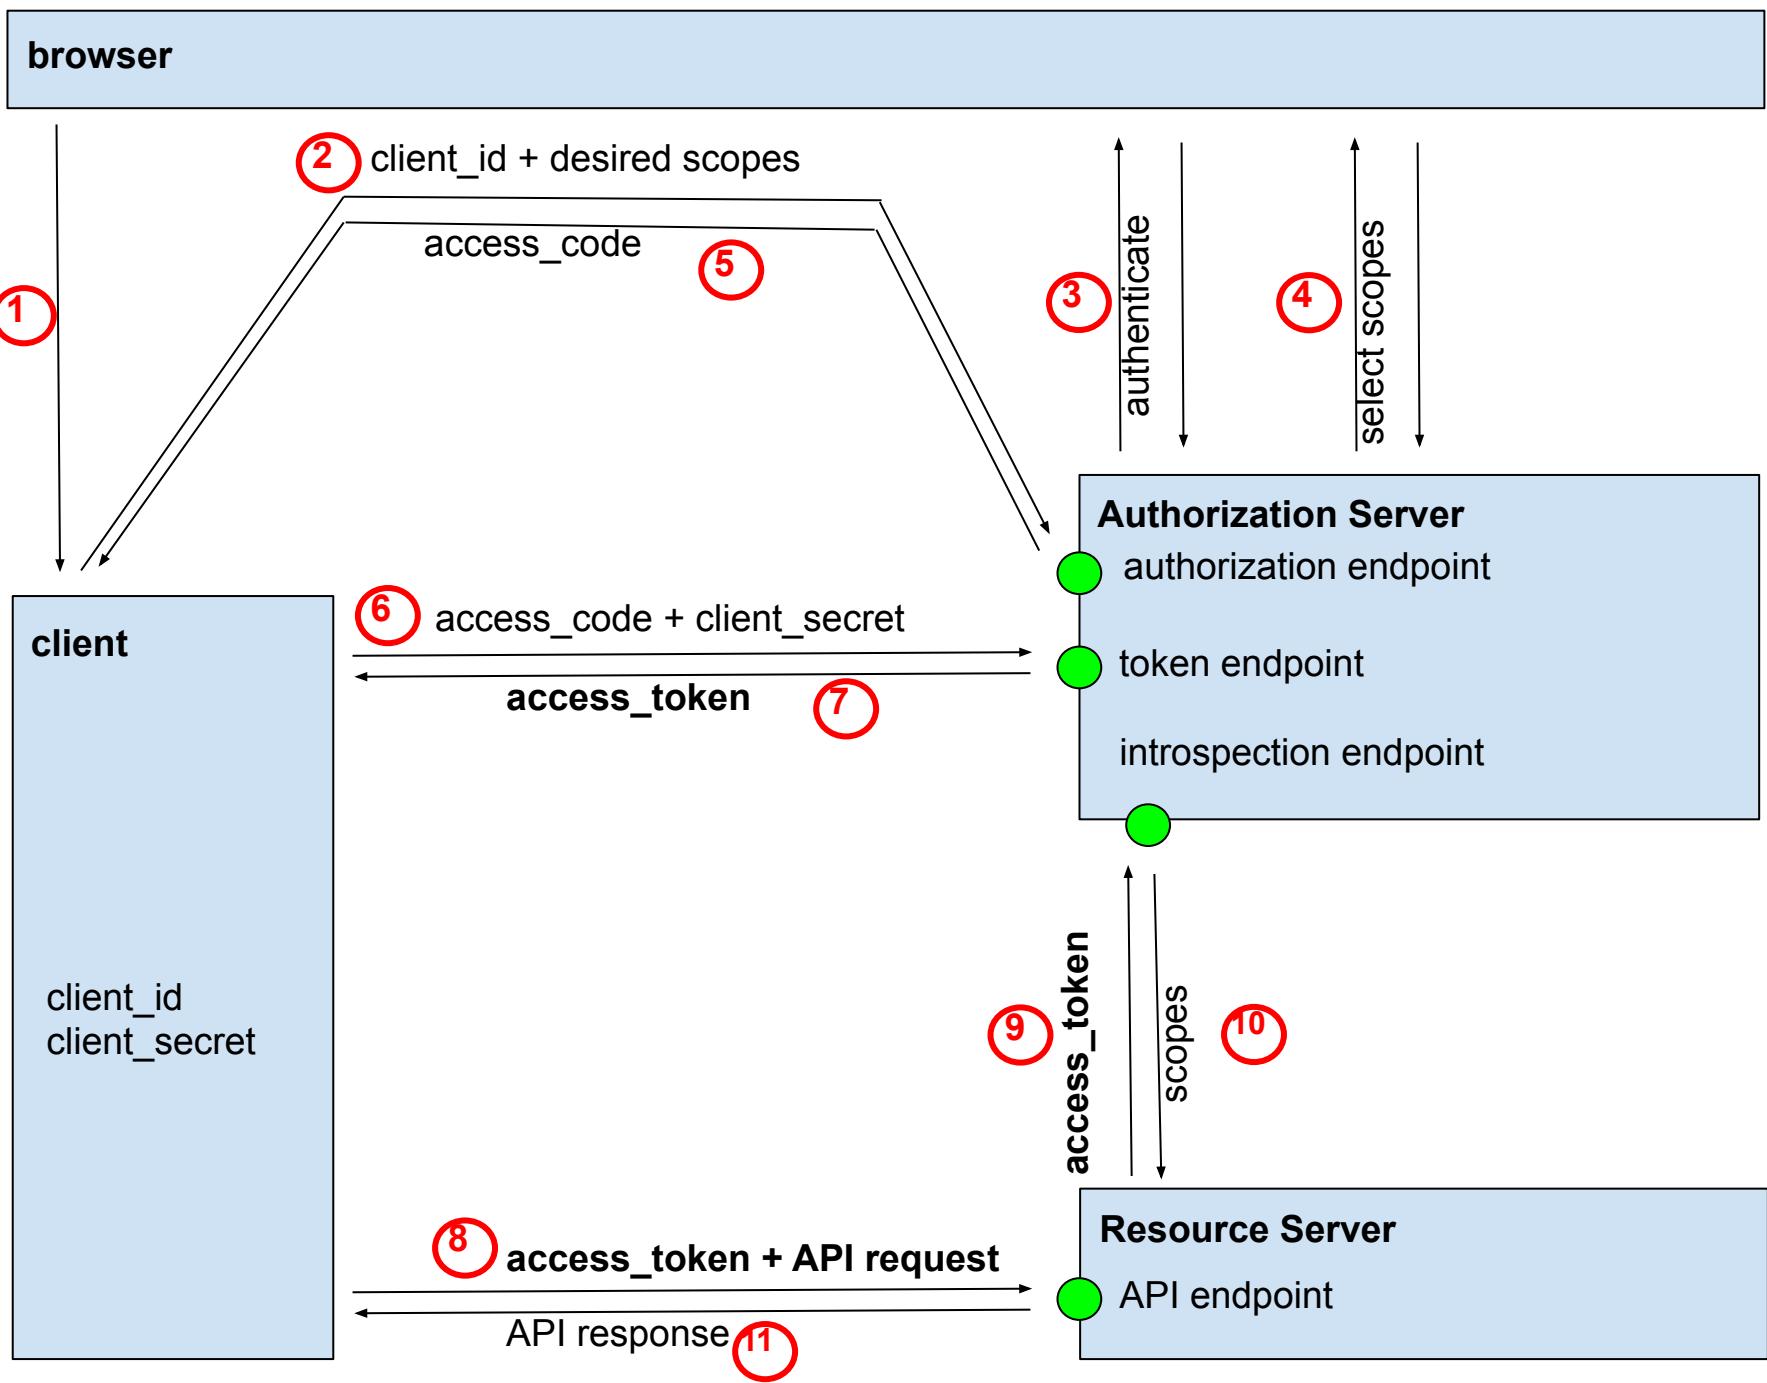 browser
2
client_id + desired scopes
access_code
5
1
3
authenticate
4
select scopes
Authorization Server
authorization endpoint
6
access_code + client_secret
client
token endpoint
access_token
7
introspection endpoint
client_id
client_secret
9
access_token
scopes
10
8
access_token + API request
Resource Server
API endpoint
API response
11